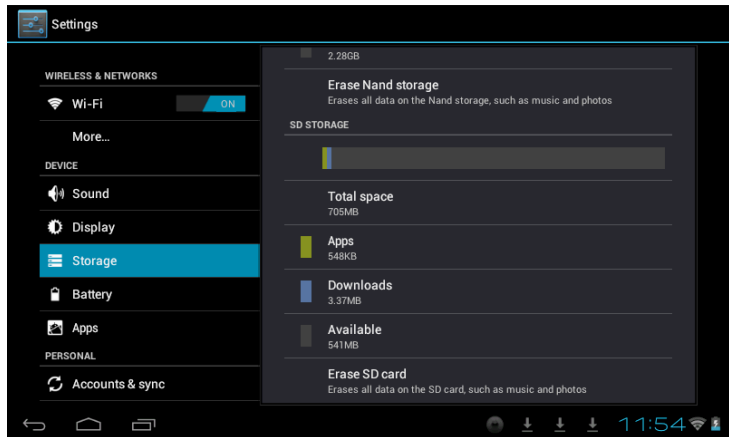 Settings
WIRELESS & NETWORKS
Wi-Fi
ON
More...
DEVICE
Sound
Display
Storage
Battery
Apps
PERSONAL
Accounts & sync
2.28GB
Erase Nand storage
Erases all data on the Nand storage, such as music and photos
SD STORAGE
Total space
705MB
Apps
548KB
Downloads
3.37MB
Available
541MB
Erase SD card
Erases all data on the SD card, such as music and photos
11:54